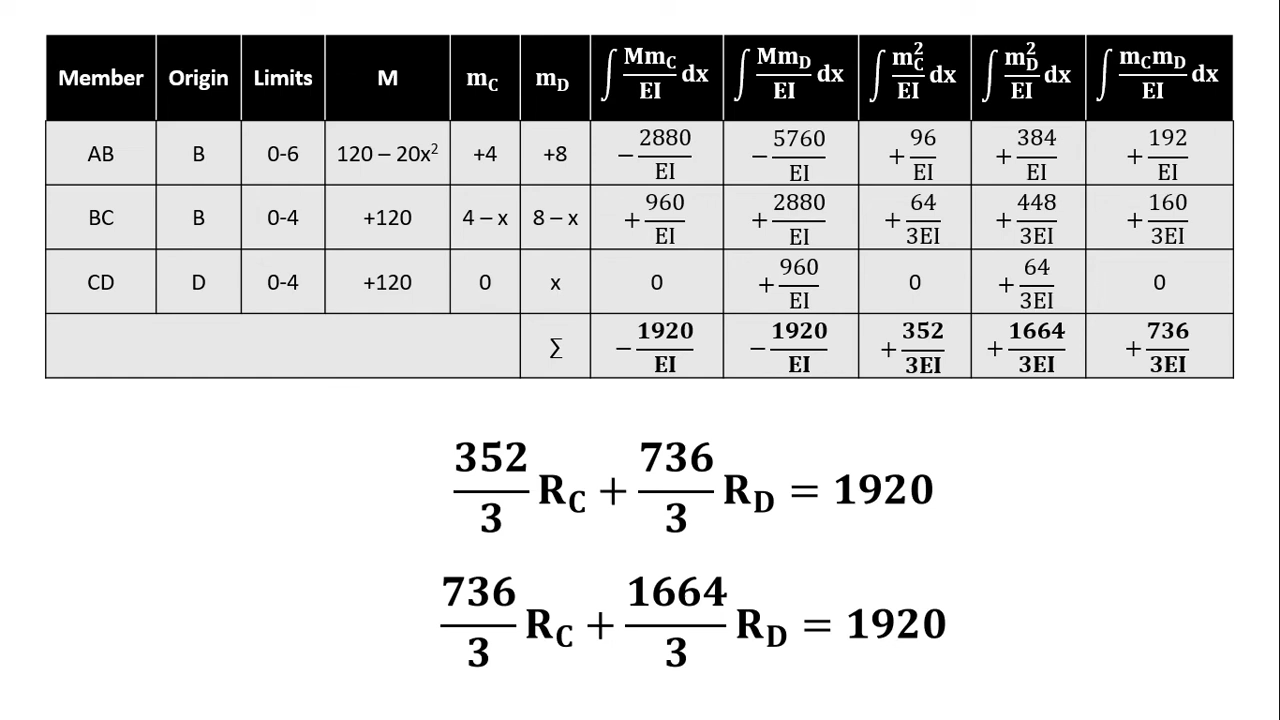 Member Origin Limits M m_C m_D ∫ Mm_C/EI dx ∫ Mm_D/EI dx ∫ m_C^2/EI dx ∫ m_D^2/EI dx ∫ m_Cm_D/EI dx
AB B 0-6 120 – 20x² +4 +8 −2880/EI −5760/EI +96/EI +384/EI +192/EI
BC B 0-4 +120 4 – x 8 – x +960/EI +2880/EI +64/3EI +448/3EI +160/3EI
CD D 0-4 +120 0 x 0 +960/EI 0 +64/3EI 0
∑ −1920/EI −1920/EI +352/3EI +1664/3EI +736/3EI
352/3 R_C + 736/3 R_D = 1920
736/3 R_C + 1664/3 R_D = 1920